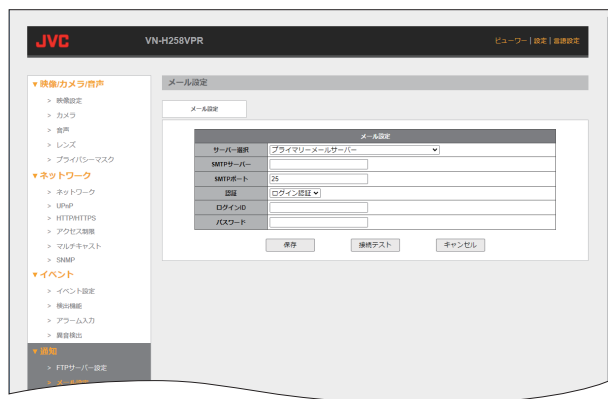 JVC
VN-H258VPR
ビューワー | 設定 | 言語設定
▼映像/カメラ/音声
> 映像設定
> カメラ
> 音声
> レンズ
> プライバシーマスク
▼ネットワーク
> ネットワーク
> UPnP
> HTTP/HTTPS
> アクセス制限
> マルチキャスト
> SNMP
▼イベント
> イベント設定
> 検出機能
> アラーム入力
> 異音検出
▼通知
> FTPサーバー設定
> メール設定
メール設定
メール設定
メール設定
サーバー選択 プライマリーメールサーバー
SMTPサーバー
SMTPポート 25
認証 ログイン認証
ログインID
パスワード
保存 接続テスト キャンセル